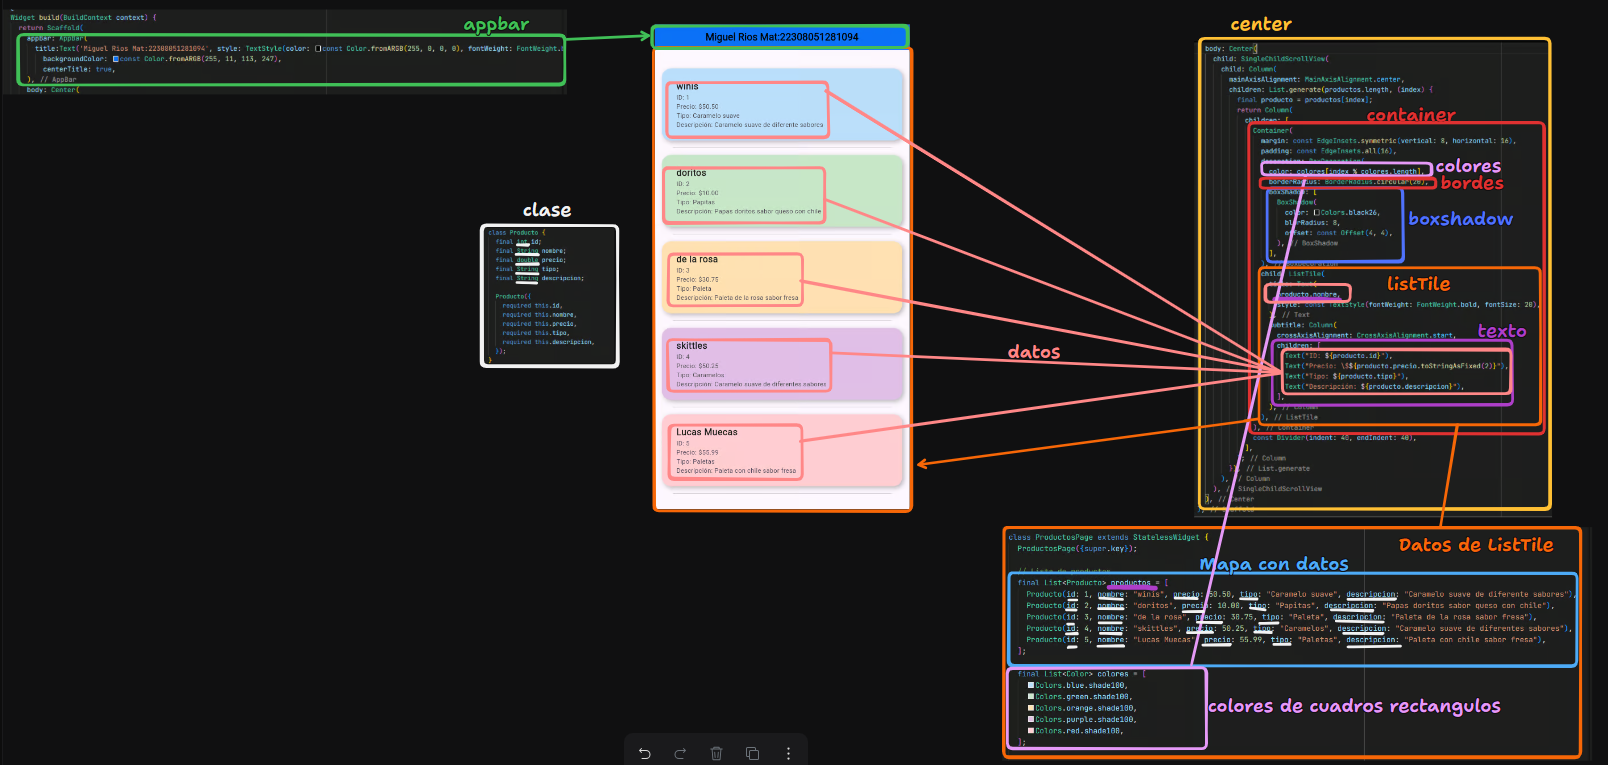 appbar
Widget build(BuildContext context) {
return Scaffold(
appBar: AppBar(
title:Text('Miguel Rios Mat:22308051281094', style: TextStyle(color: const Color.fromARGB(255, 0, 0, 0), fontWeight: FontWeight.
backgroundColor: const Color.fromARGB(255, 11, 113, 247),
centerTitle: true,
), // AppBar
body: Center(
clase
class Producto {
final int id;
final String nombre;
final double precio;
final String tipo;
final String descripcion;
Producto({
required this.id,
required this.nombre,
required this.precio,
required this.tipo,
required this.descripcion,
});
}
Miguel Rios Mat:22308051281094
winis
ID: 1
Precio: $50.50
Tipo: Caramelo suave
Descripción: Caramelo suave de diferente sabores
doritos
ID: 2
Precio: $10.00
Tipo: Papitas
Descripción: Papas doritos sabor queso con chile
de la rosa
ID: 3
Precio: $30.75
Tipo: Paleta
Descripción: Paleta de la rosa sabor fresa
skittles
ID: 4
Precio: $50.25
Tipo: Caramelos
Descripción: Caramelo suave de diferentes sabores
Lucas Muecas
ID: 5
Precio: $55.99
Tipo: Paletas
Descripción: Paleta con chile sabor fresa
datos
center
body: Center(
child: SingleChildScrollView(
child: Column(
mainAxisAlignment: MainAxisAlignment.center,
children: List.generate(productos.length, (index) {
final producto = productos[index];
return Column(
children: [
container
Container(
margin: const EdgeInsets.symmetric(vertical: 8, horizontal: 16),
padding: const EdgeInsets.all(16),
color: colores[index % colores.length],
colores
borderRadius: BorderRadius.circular(20),
bordes
boxShadow: [
BoxShadow(
color: Colors.black26,
blurRadius: 8,
offset: const Offset(4, 4),
), // BoxShadow
],
boxshadow
child: ListTile(
listTile
producto.nombre,
style: const TextStyle(fontWeight: FontWeight.bold, fontSize: 20),
// Text
subtitle: Column(
crossAxisAlignment: CrossAxisAlignment.start,
texto
children: [
Text("ID: ${producto.id}"),
Text("Precio: \$${producto.precio.toStringAsFixed(2)}"),
Text("Tipo: ${producto.tipo}"),
Text("Descripción: ${producto.descripcion}"),
],
), // Column
), // ListTile
), // Container
const Divider(indent: 40, endIndent: 40),
],
); // Column
}), // List.generate
), // Column
), // SingleChildScrollView
), // Center
Datos de ListTile
class ProductosPage extends StatelessWidget {
ProductosPage({super.key});
Mapa con datos
final List<Producto> productos = [
Producto(id: 1, nombre: "winis", precio: 50.50, tipo: "Caramelo suave", descripcion: "Caramelo suave de diferente sabores"),
Producto(id: 2, nombre: "doritos", precio: 10.00, tipo: "Papitas", descripcion: "Papas doritos sabor queso con chile"),
Producto(id: 3, nombre: "de la rosa", precio: 30.75, tipo: "Paleta", descripcion: "Paleta de la rosa sabor fresa"),
Producto(id: 4, nombre: "skittles", precio: 50.25, tipo: "Caramelos", descripcion: "Caramelo suave de diferentes sabores"),
Producto(id: 5, nombre: "Lucas Muecas", precio: 55.99, tipo: "Paletas", descripcion: "Paleta con chile sabor fresa"),
];
final List<Color> colores = [
Colors.blue.shade100,
Colors.green.shade100,
Colors.orange.shade100,
Colors.purple.shade100,
Colors.red.shade100,
];
colores de cuadros rectangulos